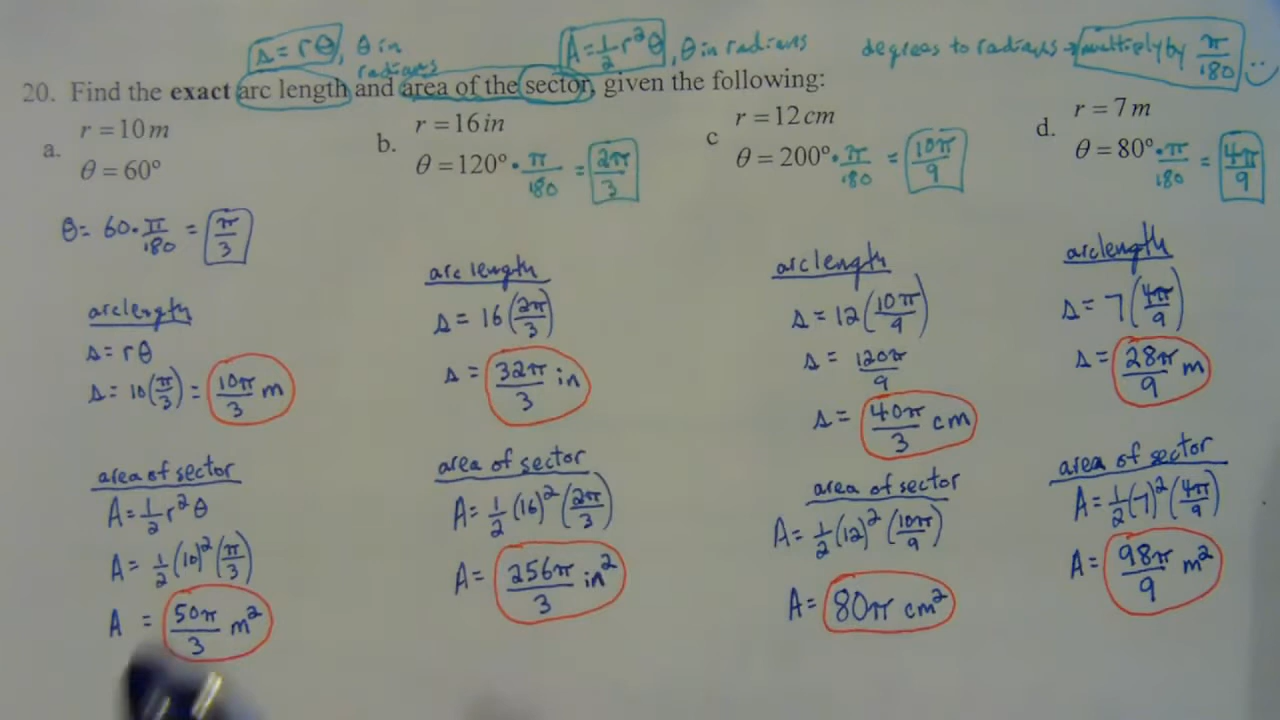 s = rθ, θ in radians
A = 1/2 r²θ, θ in radians
degrees to radians → multiply by π/180
20. Find the exact arc length and area of the sector, given the following:
a. r = 10 m
θ = 60°
θ = 60 · π/180 = π/3
arc length
s = rθ
s = 10(π/3) = 10π/3 m
area of sector
A = 1/2 r²θ
A = 1/2 (10)² (π/3)
A = 50π/3 m²
b. r = 16 in
θ = 120° · π/180 = 2π/3
arc length
s = 16(2π/3)
s = 32π/3 in
area of sector
A = 1/2 (16)² (2π/3)
A = 256π/3 in²
c r = 12 cm
θ = 200° · π/180 = 10π/9
arc length
s = 12(10π/9)
s = 120π/9
s = 40π/3 cm
area of sector
A = 1/2 (12)² (10π/9)
A = 80π cm²
d. r = 7 m
θ = 80° · π/180 = 4π/9
arc length
s = 7(4π/9)
s = 28π/9 m
area of sector
A = 1/2 (7)² (4π/9)
A = 98π/9 m²